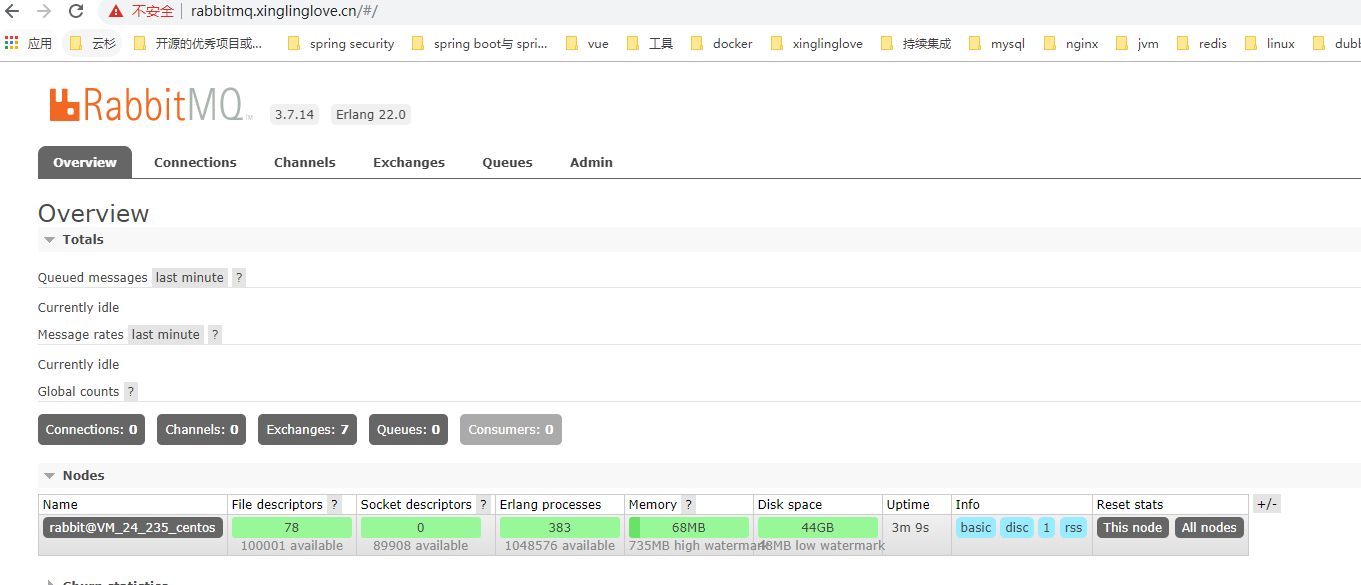 不安全 rabbitmq.xinglinglove.cn/#/
应用 云杉 开源的优秀项目或... spring security spring boot与 spri... vue 工具 docker xinglinglove 持续集成 mysql nginx jvm redis linux dubb
RabbitMQ TM 3.7.14 Erlang 22.0
Overview Connections Channels Exchanges Queues Admin
Overview
Totals
Queued messages last minute ?
Currently idle
Message rates last minute ?
Currently idle
Global counts ?
Connections: 0 Channels: 0 Exchanges: 7 Queues: 0 Consumers: 0
Nodes
Name File descriptors ? Socket descriptors ? Erlang processes Memory ? Disk space Uptime Info Reset stats +/-
rabbit@VM_24_235_centos 78 0 383 68MB 44GB 3m 9s basic disc 1 rss This node All nodes
100001 available 89908 available 1048576 available 735MB high watermark 48MB low watermark
Churn statistics